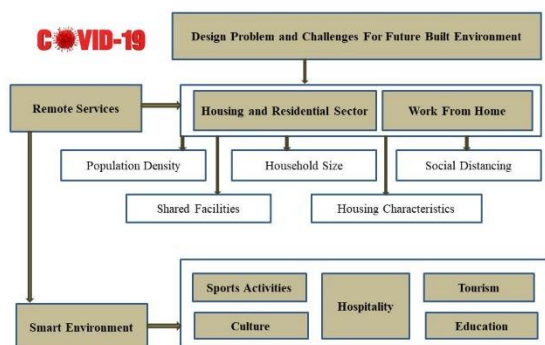 COVID-19
Design Problem and Challenges For Future Built Environment
Remote Services
Housing and Residential Sector
Work From Home
Population Density
Household Size
Social Distancing
Shared Facilities
Housing Characteristics
Sports Activities
Hospitality
Tourism
Smart Environment
Culture
Education